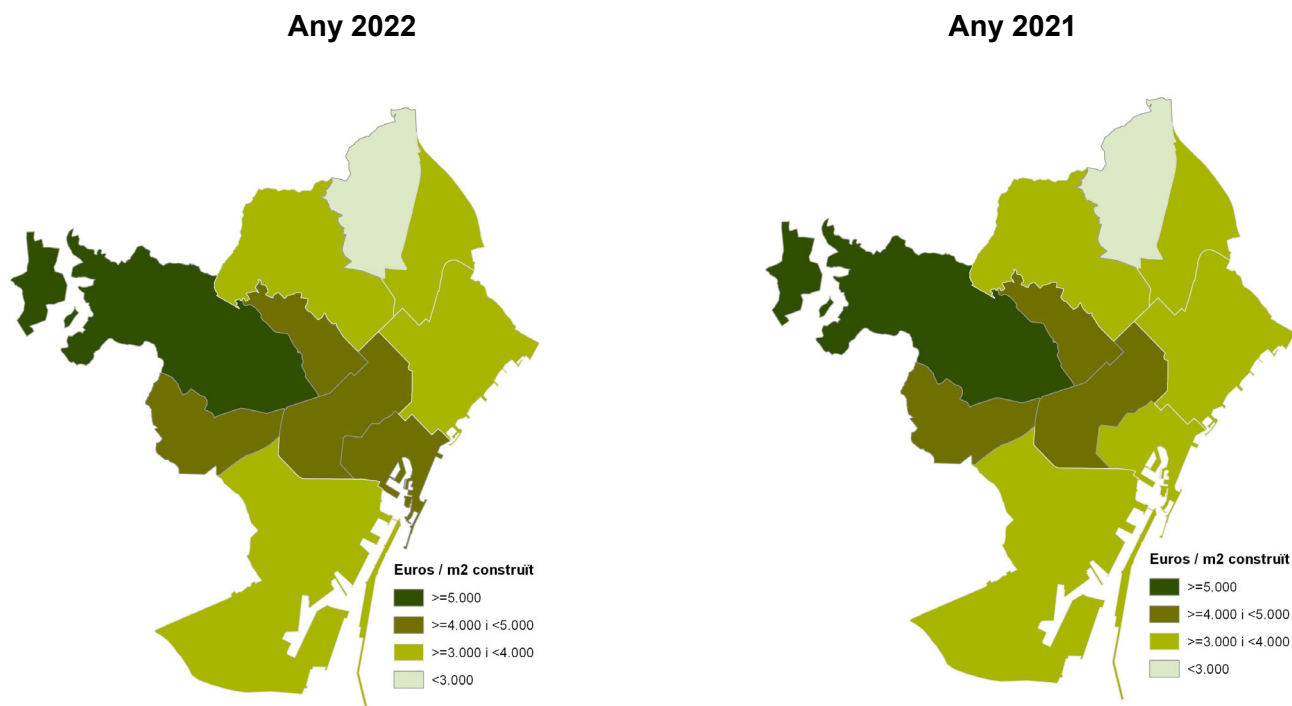 Any 2022
Any 2021
Euros / m2 construït
>=5.000
>=4.000 i <5.000
>=3.000 i <4.000
<3.000
Euros / m2 construït
>=5.000
>=4.000 i <5.000
>=3.000 i <4.000
<3.000